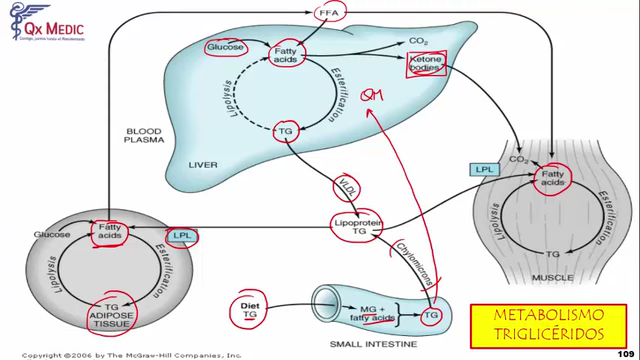 Qx MEDIC
FFA
Glucose
Fatty
acids
CO2
Ketone
bodies
Lipolysis
Esterification
QM
TG
BLOOD
PLASMA
LIVER
VLDL
CO2
LPL
Fatty
acids
Lipolysis
Esterification
TG
MUSCLE
Lipoprotein
TG
Chylomicrons
Glucose
Fatty
acids
LPL
Lipolysis
Esterification
TG
ADIPOSE
TISSUE
Diet
TG
MG +
fatty acids
TG
SMALL INTESTINE
METABOLISMO
TRIGLICÉRIDOS
Copyright ©2006 by The McGraw-Hill Companies, Inc.
109